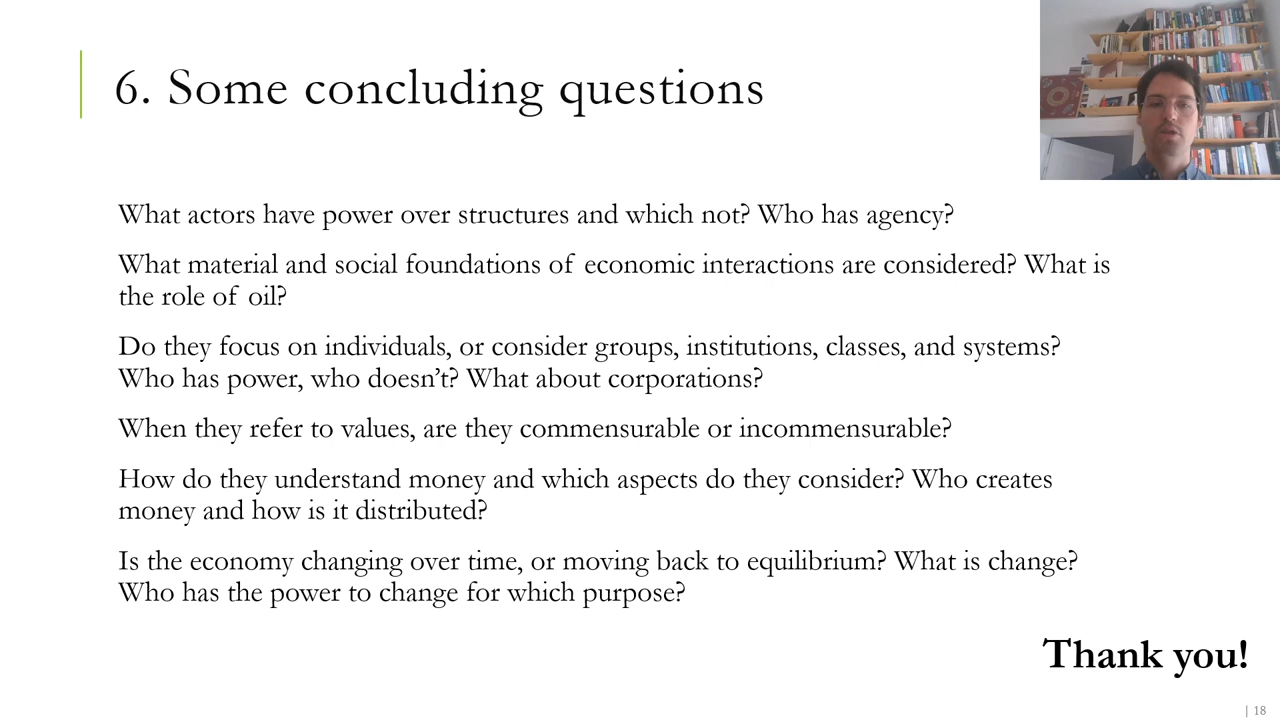 6. Some concluding questions
What actors have power over structures and which not? Who has agency?
What material and social foundations of economic interactions are considered? What is
the role of oil?
Do they focus on individuals, or consider groups, institutions, classes, and systems?
Who has power, who doesn’t? What about corporations?
When they refer to values, are they commensurable or incommensurable?
How do they understand money and which aspects do they consider? Who creates
money and how is it distributed?
Is the economy changing over time, or moving back to equilibrium? What is change?
Who has the power to change for which purpose?
Thank you!
| 18